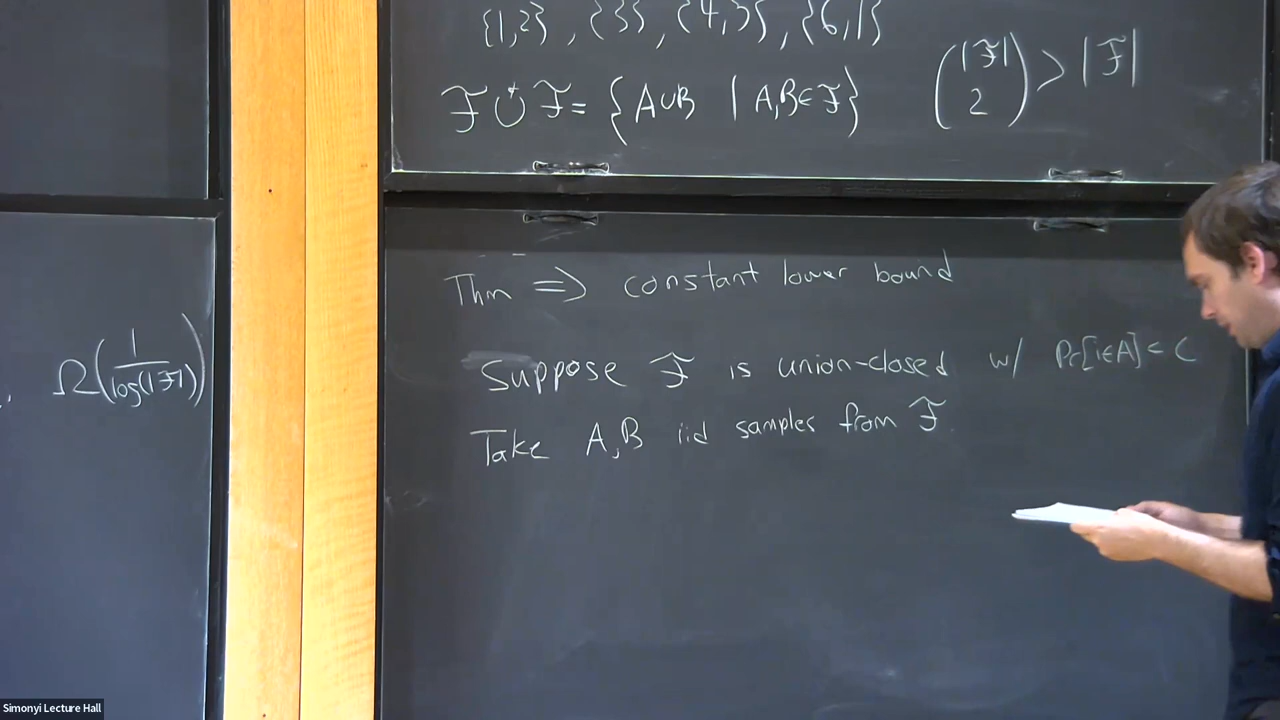 {1,2}, {3}, {4,5}, {6,1}
ℱ ⊍ ℱ = {A∪B | A,B∈ℱ}
(|ℱ| 2) > |ℱ|
Thm ⇒ constant lower bound
Suppose ℱ is union-closed w/ Pr[i∈A] < C
Take A,B iid samples from ℱ.
Ω(1/log(|ℱ|))
Simonyi Lecture Hall